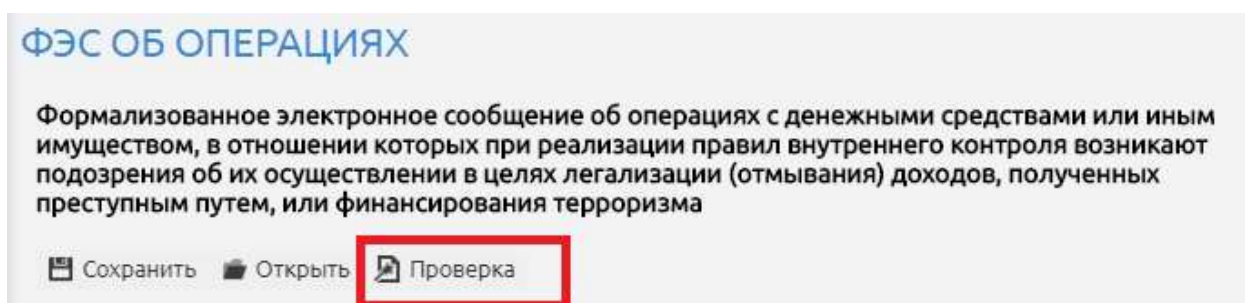 ФЭС ОБ ОПЕРАЦИЯХ
Формализованное электронное сообщение об операциях с денежными средствами или иным
имуществом, в отношении которых при реализации правил внутреннего контроля возникают
подозрения об их осуществлении в целях легализации (отмывания) доходов, полученных
преступным путем, или финансирования терроризма
Сохранить Открыть Проверка